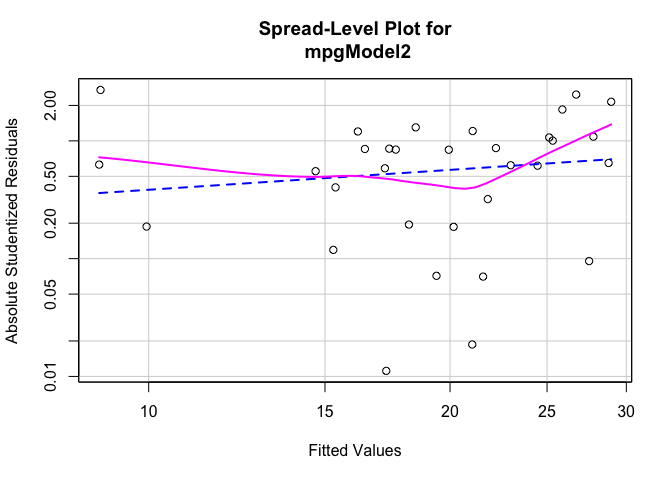 Spread-Level Plot for
mpgModel2
Absolute Studentized Residuals
2.00
0.50
0.20
0.05
0.01
10 15 20 25 30
Fitted Values